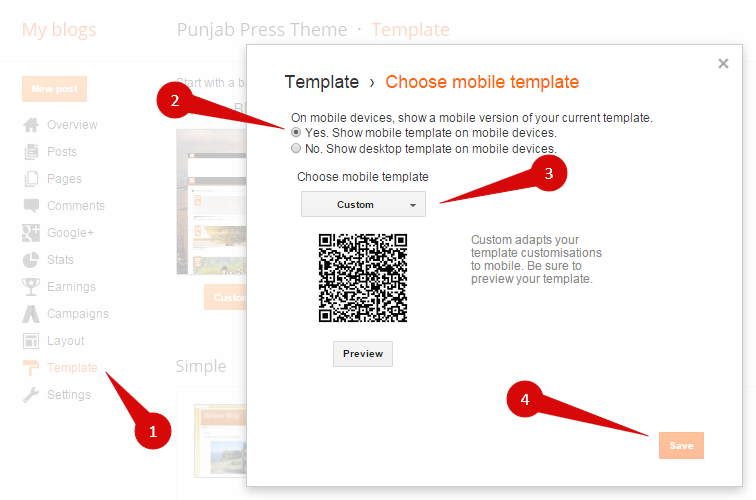 My blogs
Punjab Press Theme · Template
New post
Overview
Posts
Pages
Comments
Google+
Stats
Earnings
Campaigns
Layout
Template
Settings
Start with a b
Bl
Custo
Simple
Simple Blog
Template › Choose mobile template
On mobile devices, show a mobile version of your current template.
Yes. Show mobile template on mobile devices.
No. Show desktop template on mobile devices.
Choose mobile template
Custom
Custom adapts your
template customisations
to mobile. Be sure to
preview your template.
Preview
Save
1
2
3
4